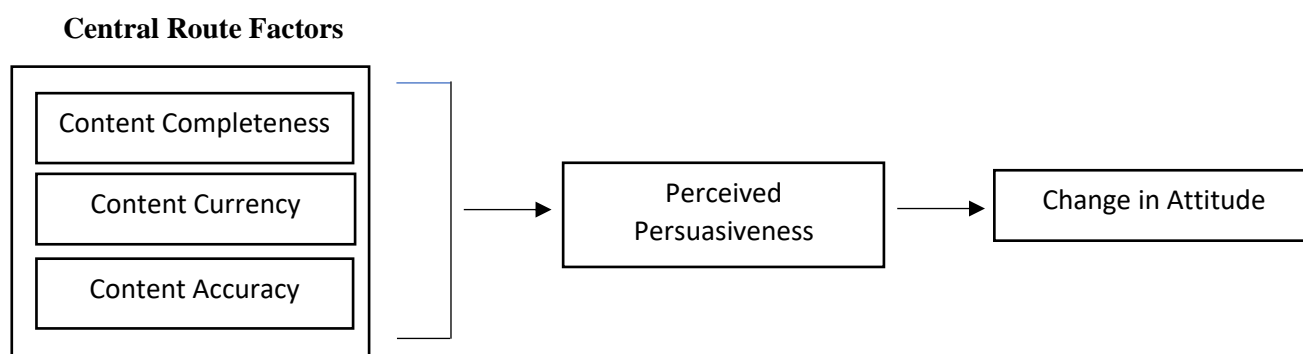 Central Route Factors
Content Completeness
Content Currency
Content Accuracy
Perceived
Persuasiveness
Change in Attitude